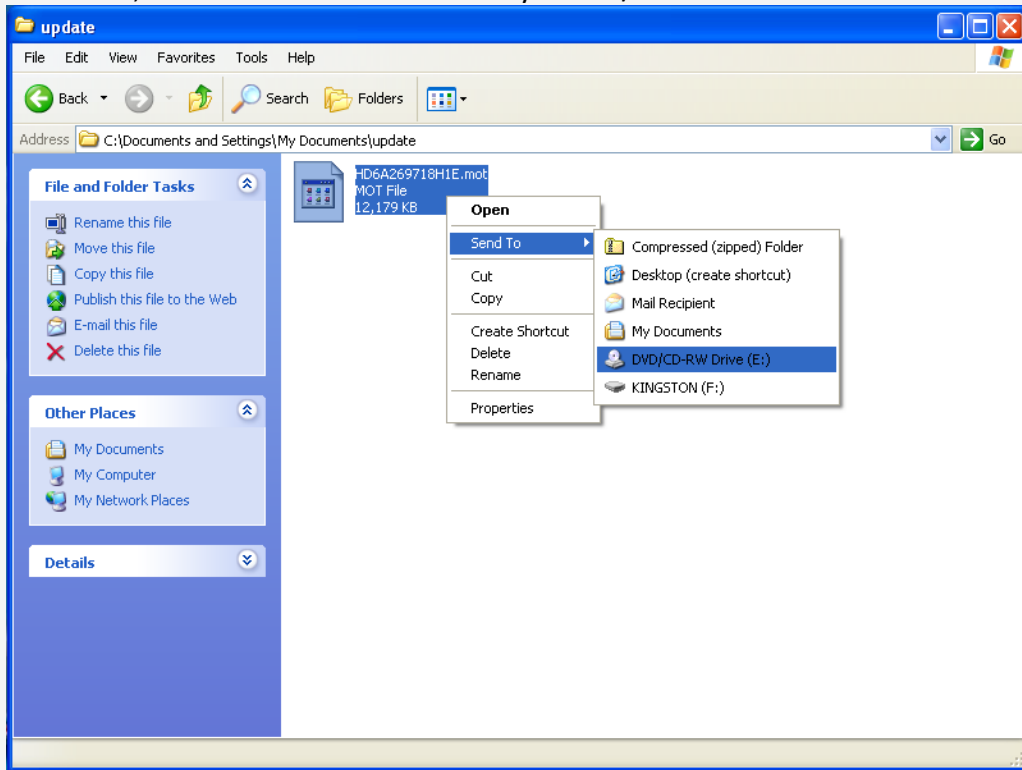 update
File Edit View Favorites Tools Help
Back Search Folders
Address C:\Documents and Settings\My Documents\update Go
File and Folder Tasks
Rename this file
Move this file
Copy this file
Publish this file to the Web
E-mail this file
Delete this file
Other Places
My Documents
My Computer
My Network Places
Details
HD6A269718H1E.mot
MOT File
12,179 KB
Open
Send To
Cut
Copy
Create Shortcut
Delete
Rename
Properties
Compressed (zipped) Folder
Desktop (create shortcut)
Mail Recipient
My Documents
DVD/CD-RW Drive (E:)
KINGSTON (F:)